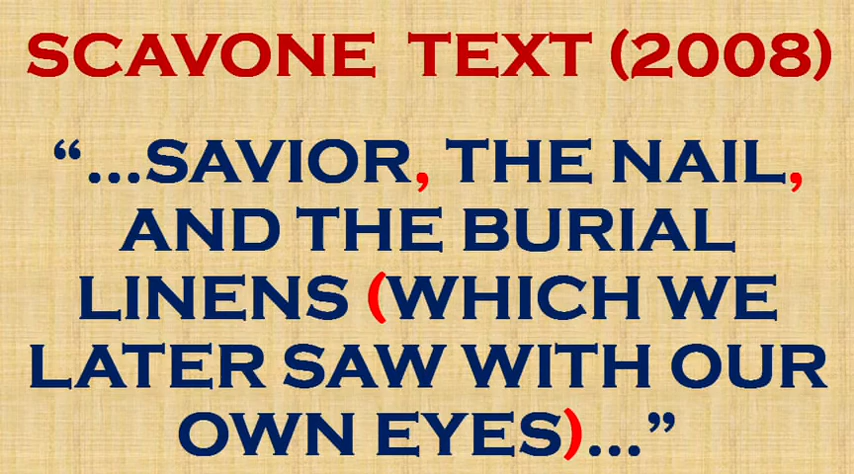 SCAVONE TEXT (2008)
“...SAVIOR, THE NAIL,
AND THE BURIAL
LINENS (WHICH WE
LATER SAW WITH OUR
OWN EYES)...”